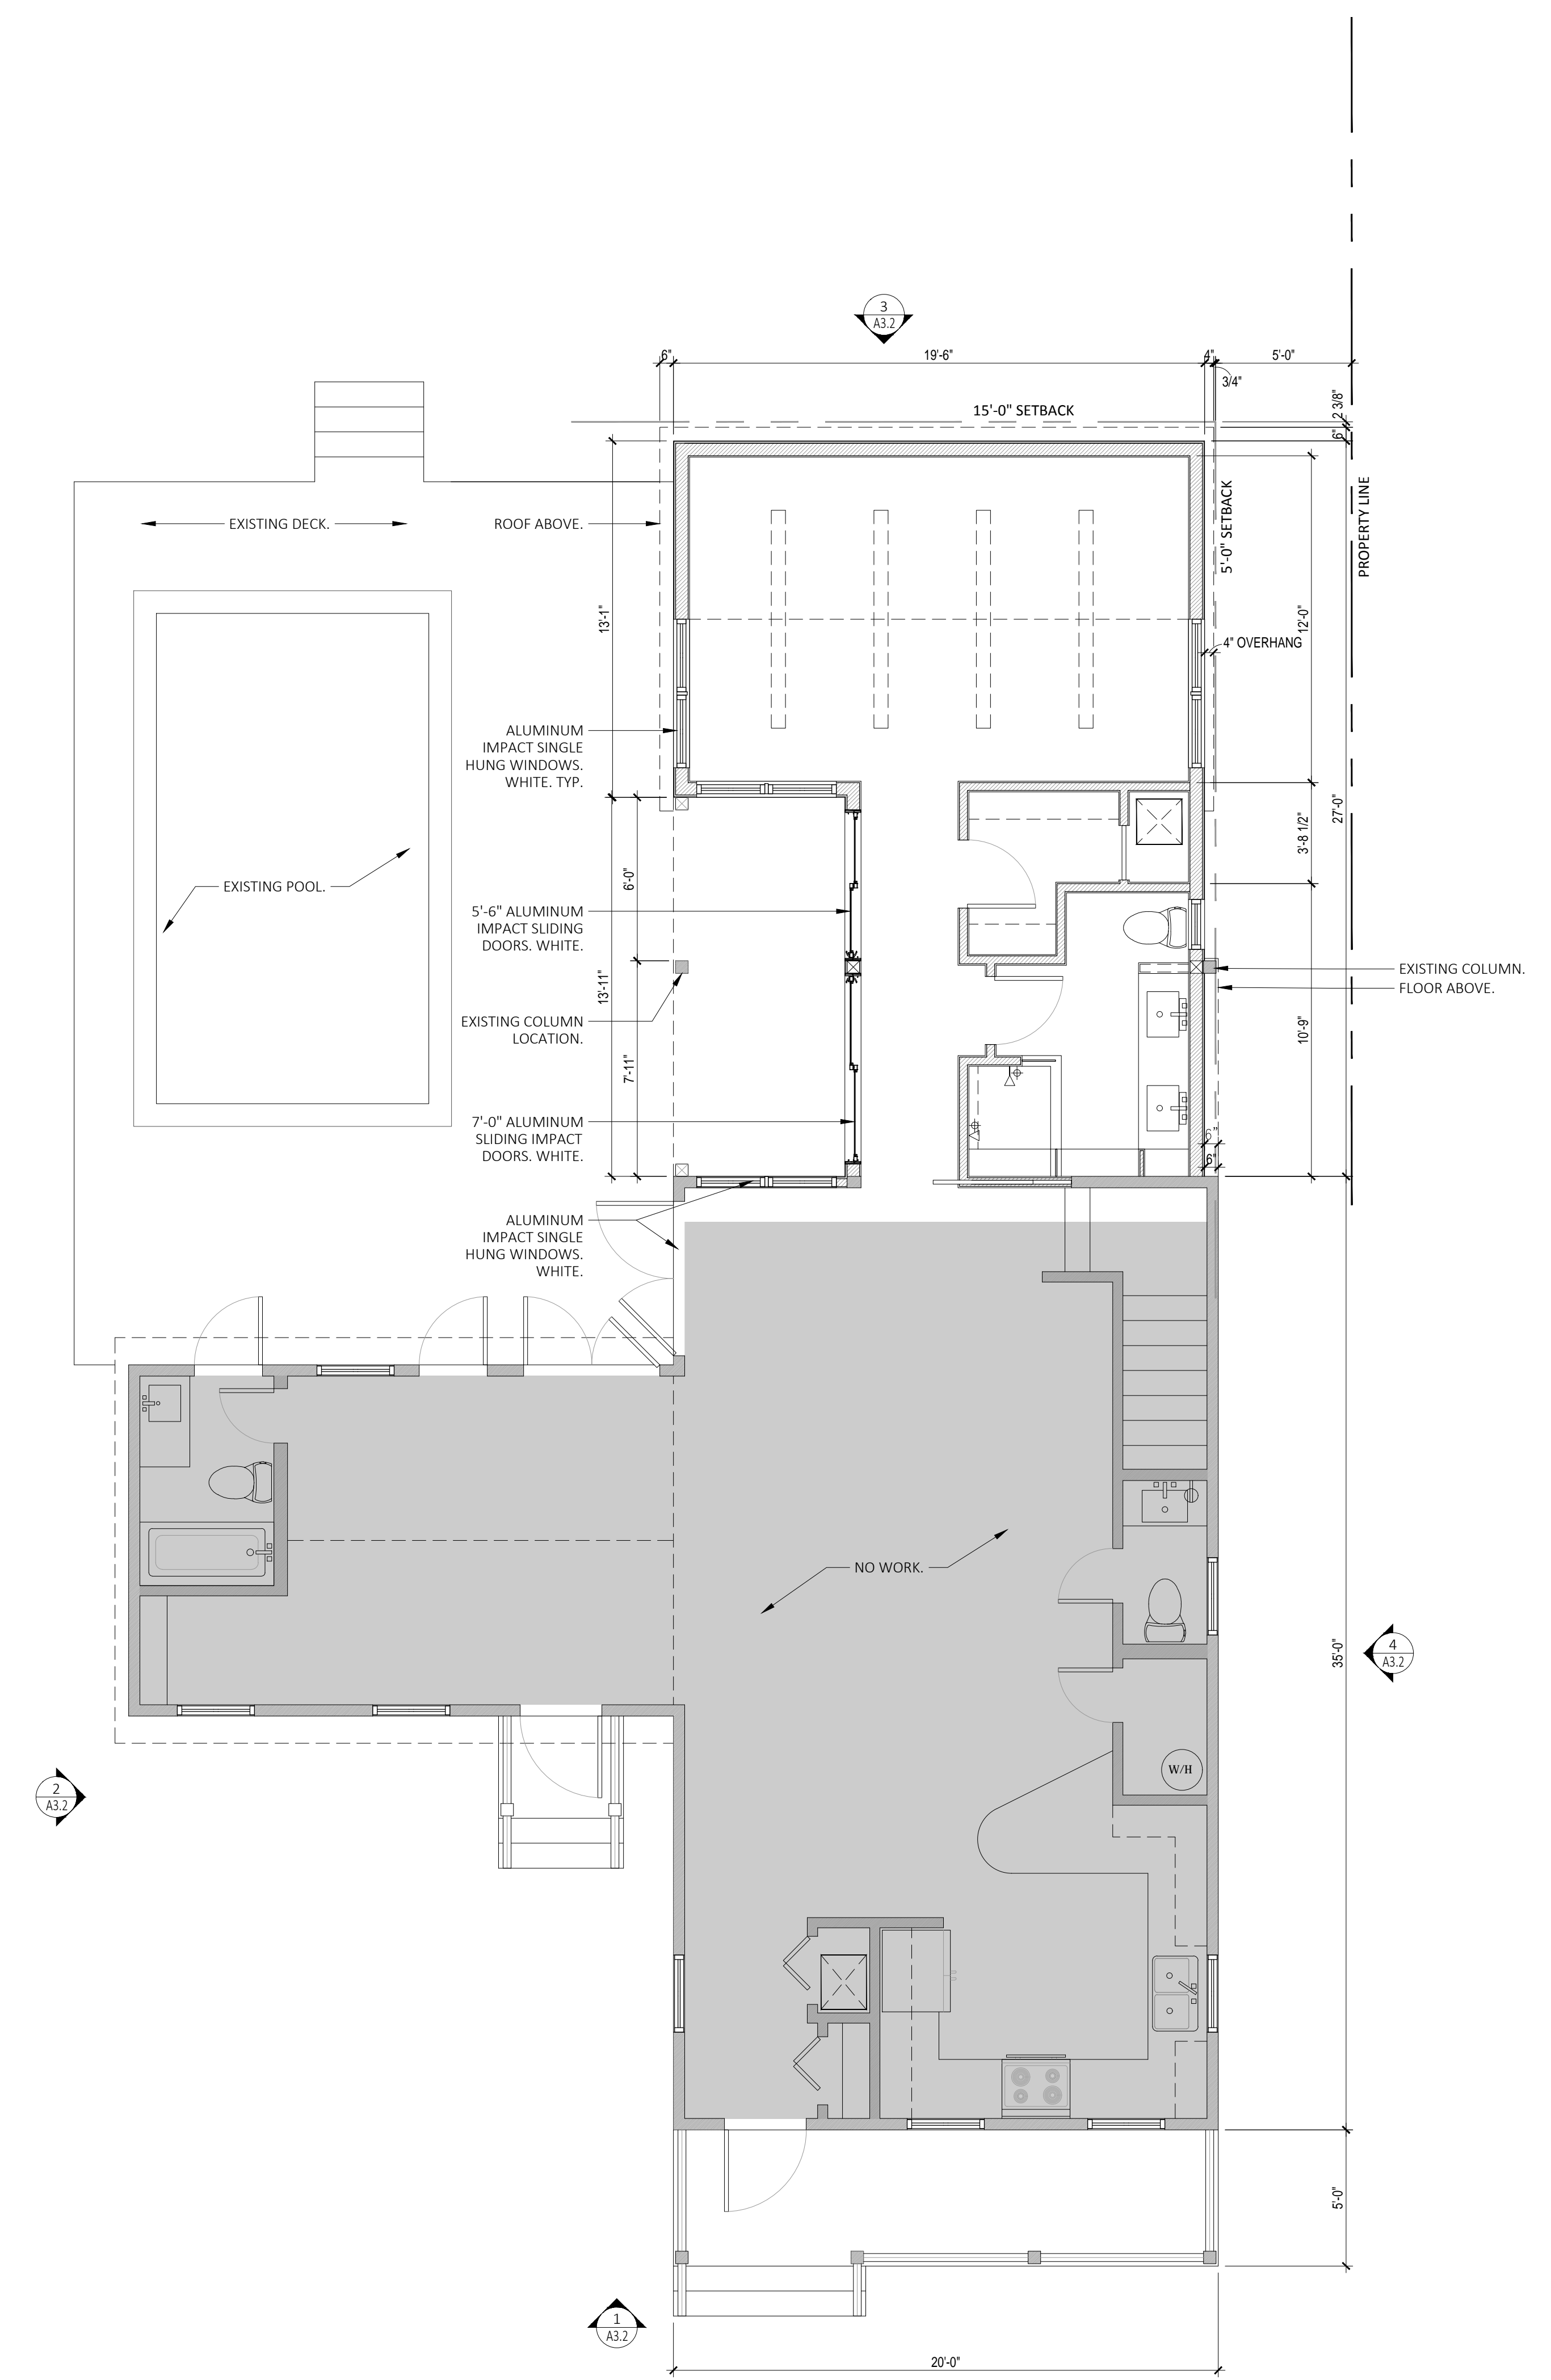 3
A3.2
6"
19'-6"
4"
5'-0"
3/4"
2 3/8"
15'-0" SETBACK
6"
EXISTING DECK.
ROOF ABOVE.
5'-0" SETBACK
PROPERTY LINE
13'-1"
12'-0"
4" OVERHANG
ALUMINUM
IMPACT SINGLE
HUNG WINDOWS.
WHITE. TYP.
27'-0"
3'-8 1/2"
6'-0"
EXISTING POOL.
5'-6" ALUMINUM
IMPACT SLIDING
DOORS. WHITE.
EXISTING COLUMN.
FLOOR ABOVE.
13'-11"
EXISTING COLUMN
LOCATION.
10'-9"
7'-11"
7'-0" ALUMINUM
SLIDING IMPACT
DOORS. WHITE.
6"
6"
ALUMINUM
IMPACT SINGLE
HUNG WINDOWS.
WHITE.
NO WORK.
35'-0"
4
A3.2
W/H
2
A3.2
5'-0"
1
A3.2
20'-0"